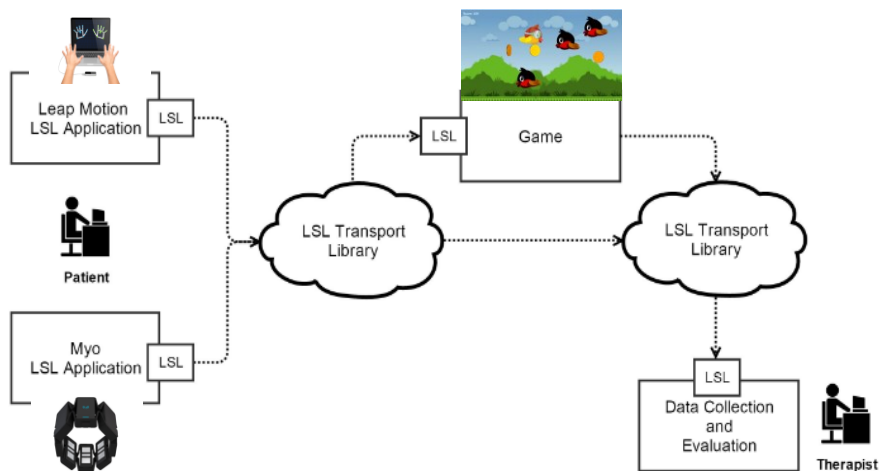 Leap Motion
LSL Application
LSL
Patient
Myo
LSL Application
LSL
LSL Transport
Library
LSL
Game
LSL Transport
Library
LSL
Data Collection
and
Evaluation
Therapist